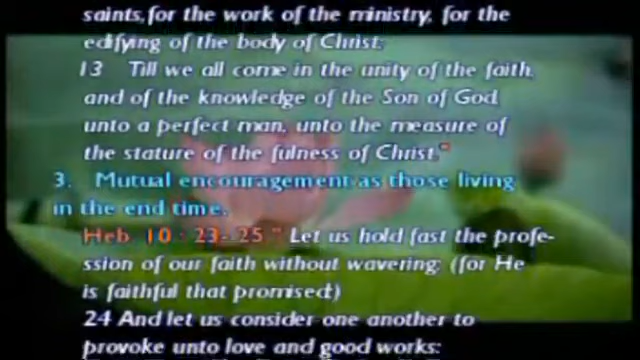 saints,for the work of the ministry, for the
edifying of the body of Christ;
13 Till we all come in the unity of the faith,
and of the knowledge of the Son of God,
unto a perfect man, unto the measure of
the stature of the fulness of Christ."
3. Mutual encouragement as those living
in the end time.
Heb 10:23-25 " Let us hold fast the profe-
ssion of our faith without wavering; (for He
is faithful that promised;)
24 And let us consider one another to
provoke unto love and good works: